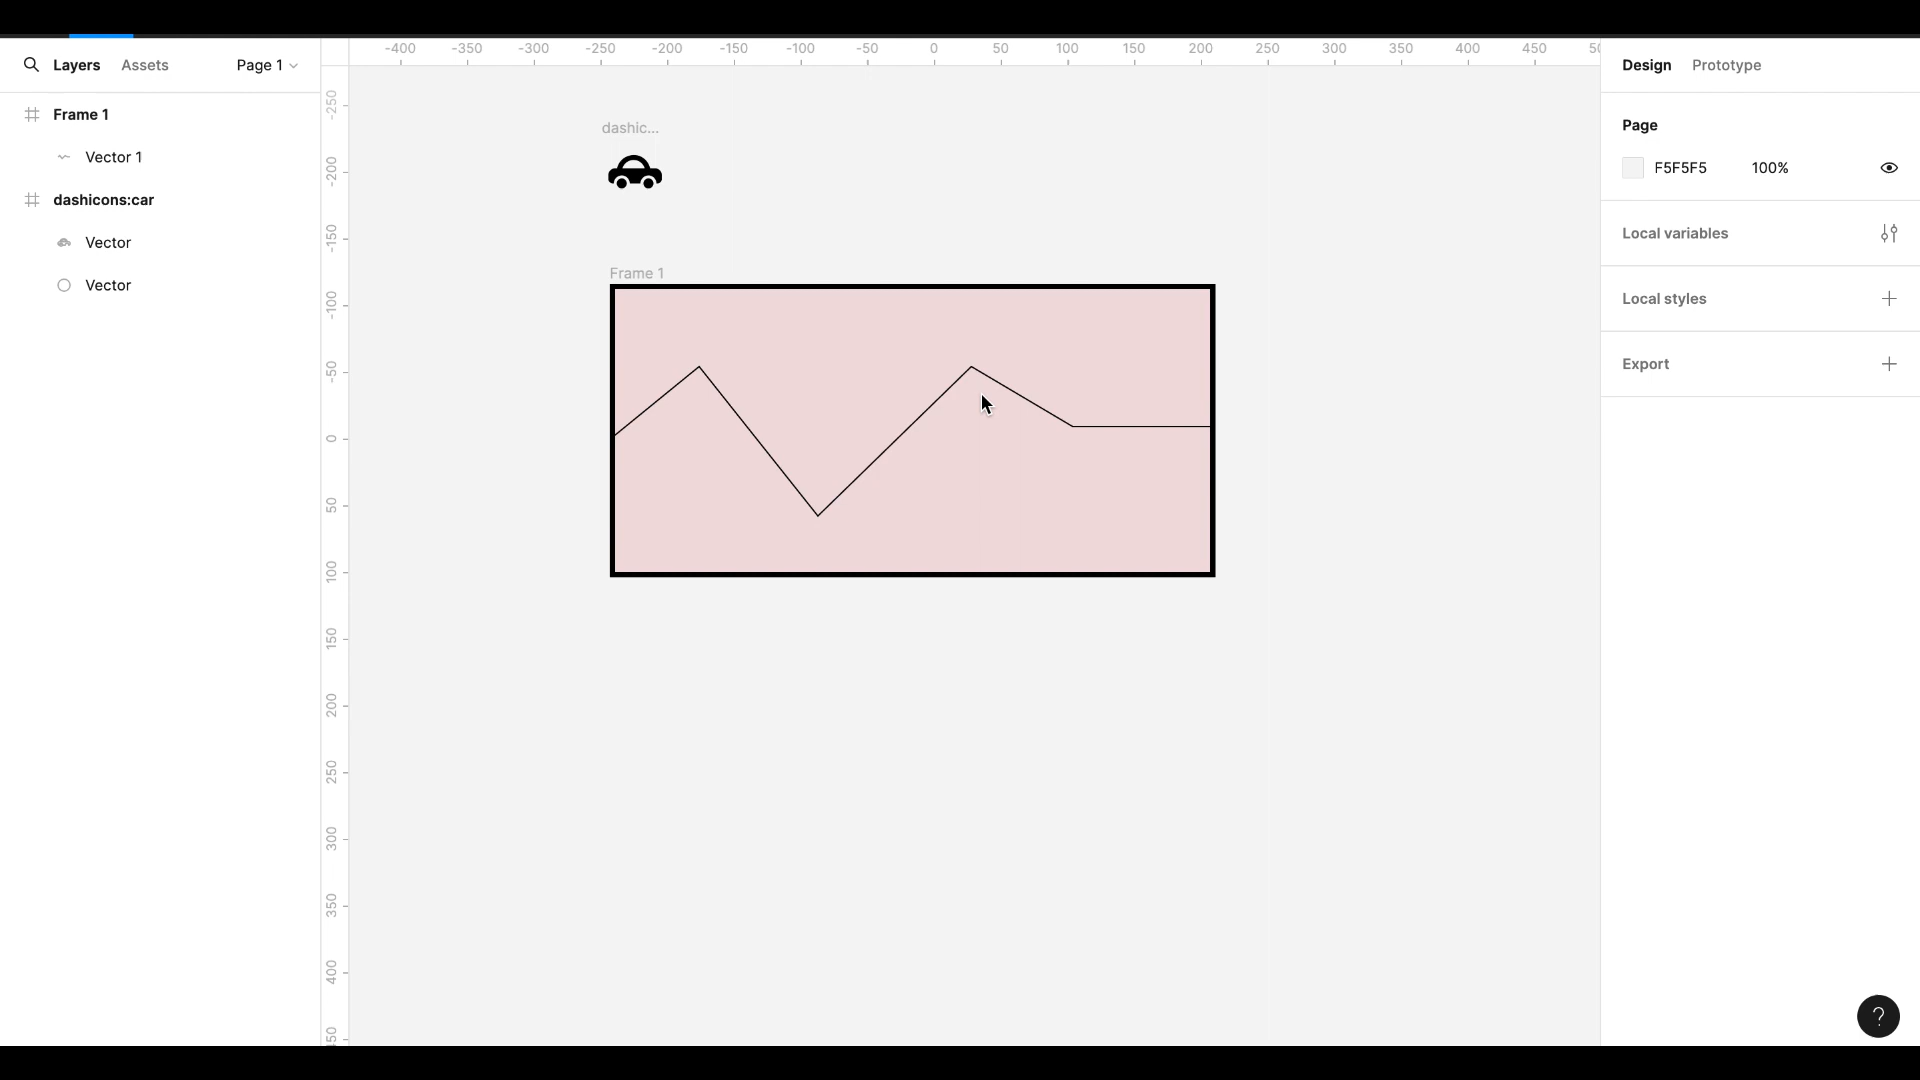 Layers Assets Page 1
Frame 1
Vector 1
dashicons:car
Vector
Vector
-400 -350 -300 -250 -200 -150 -100 -50 0 50 100 150 200 250 300 350 400 450 50
-250
-200
-150
-100
-50
0
50
100
150
200
250
300
350
400
50
dashic...
Frame 1
Design Prototype
Page
F5F5F5 100%
Local variables
Local styles +
Export +
?